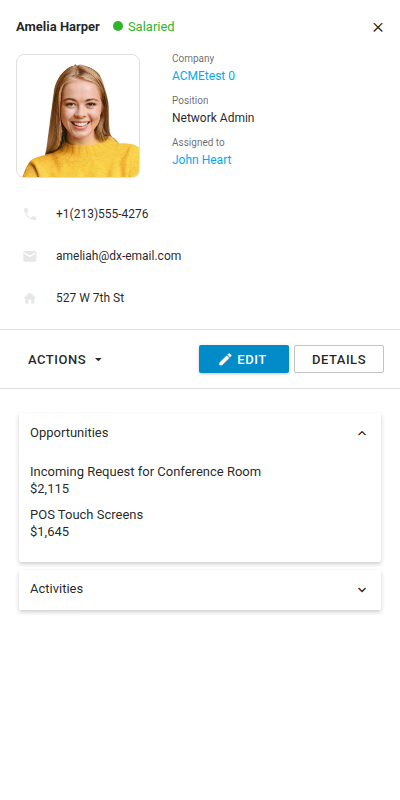 Amelia Harper Salaried
Company
ACMEtest 0
Position
Network Admin
Assigned to
John Heart
+1(213)555-4276
ameliah@dx-email.com
527 W 7th St
ACTIONS EDIT DETAILS
Opportunities
Incoming Request for Conference Room
$2,115
POS Touch Screens
$1,645
Activities